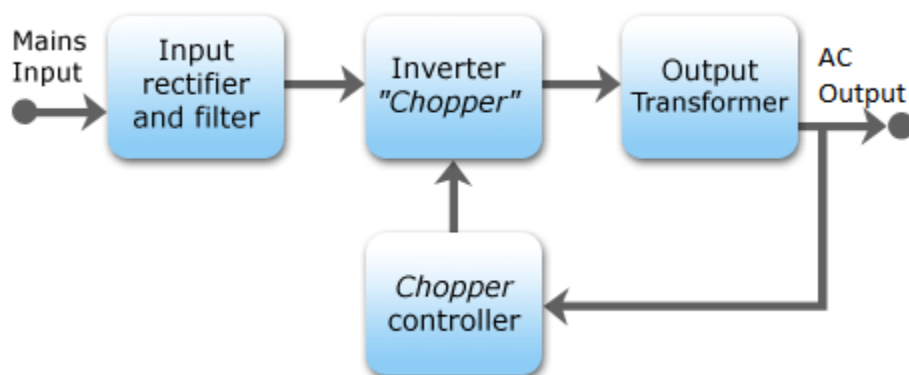 Mains
Input
Input
rectifier
and filter
Inverter
"Chopper"
Output
Transformer
AC
Output
Chopper
controller